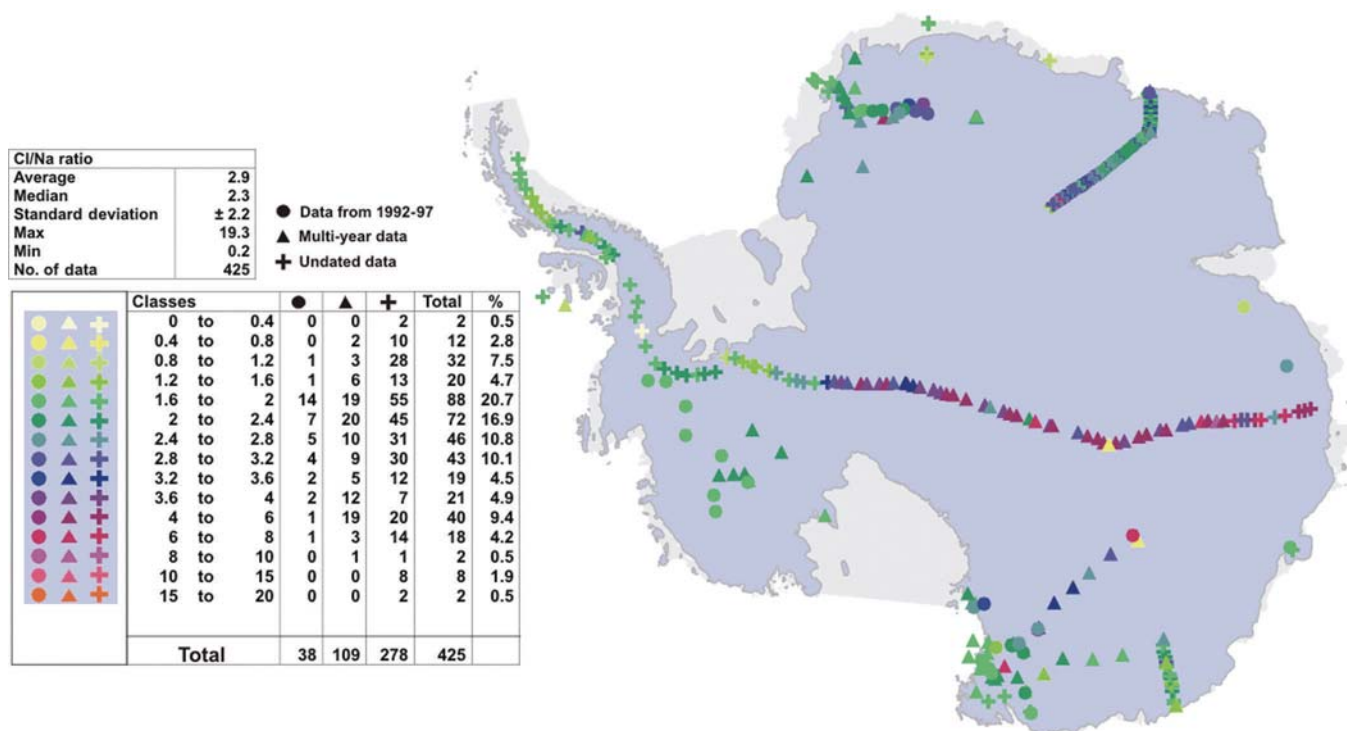 Cl/Na ratio
Average 2.9
Median 2.3
Standard deviation ± 2.2
Max 19.3
Min 0.2
No. of data 425
Data from 1992-97
Multi-year data
Undated data
Classes Total %
0 to 0.4 0 0 2 2 0.5
0.4 to 0.8 0 2 10 12 2.8
0.8 to 1.2 1 3 28 32 7.5
1.2 to 1.6 1 6 13 20 4.7
1.6 to 2 14 19 55 88 20.7
2 to 2.4 7 20 45 72 16.9
2.4 to 2.8 5 10 31 46 10.8
2.8 to 3.2 4 9 30 43 10.1
3.2 to 3.6 2 5 12 19 4.5
3.6 to 4 2 12 7 21 4.9
4 to 6 1 19 20 40 9.4
6 to 8 1 3 14 18 4.2
8 to 10 0 1 1 2 0.5
10 to 15 0 0 8 8 1.9
15 to 20 0 0 2 2 0.5
Total 38 109 278 425